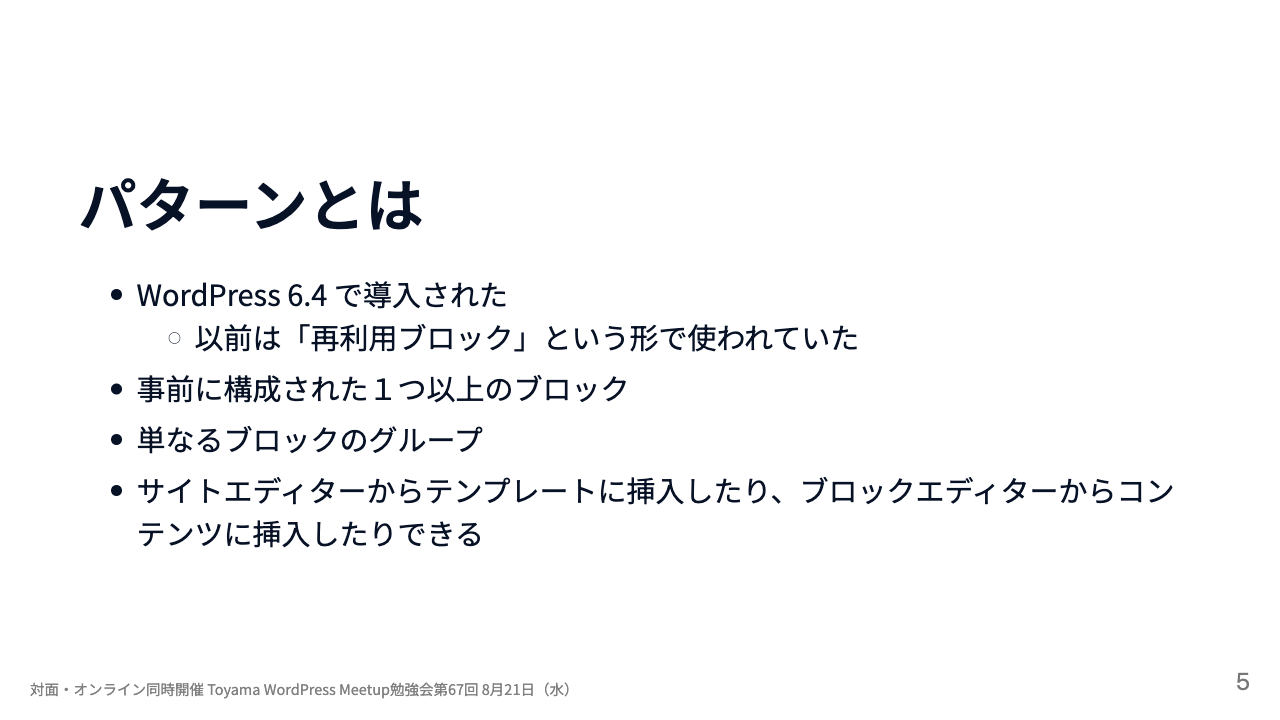 パターンとは
WordPress 6.4 で導入された
以前は「再利用ブロック」という形で使われていた
事前に構成された１つ以上のブロック
単なるブロックのグループ
サイトエディターからテンプレートに挿入したり、ブロックエディターからコン
テンツに挿入したりできる
対面・オンライン同時開催 Toyama WordPress Meetup勉強会第67回 8月21日（水）
5